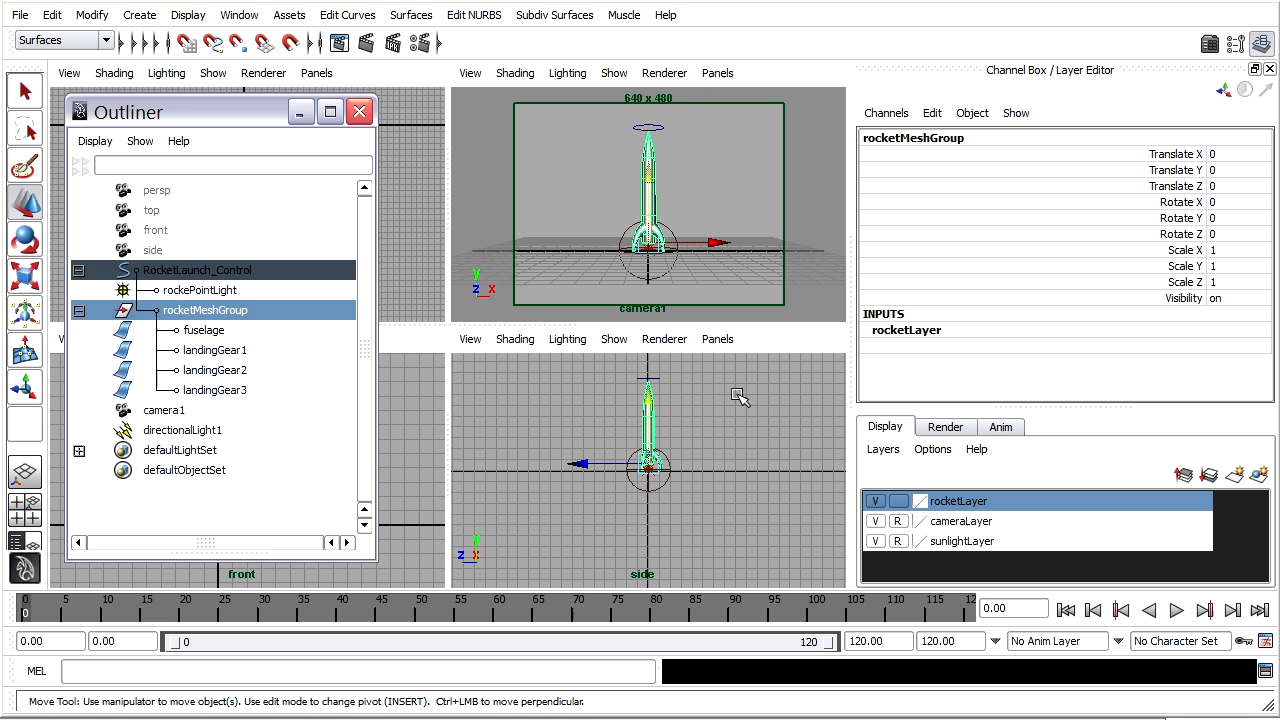 File Edit Modify Create Display Window Assets Edit Curves Surfaces Edit NURBS Subdiv Surfaces Muscle Help
Surfaces
View Shading Lighting Show Renderer Panels
View Shading Lighting Show Renderer Panels
Channel Box / Layer Editor
Outliner
Display Show Help
persp
top
front
side
RocketLaunch_Control
rocketPointLight
rocketMeshGroup
fuselage
landingGear1
landingGear2
landingGear3
camera1
directionalLight1
defaultLightSet
defaultObjectSet
640 x 480
y
z x
camera1
View Shading Lighting Show Renderer Panels
y
z x
front
side
Channels Edit Object Show
rocketMeshGroup
Translate X 0
Translate Y 0
Translate Z 0
Rotate X 0
Rotate Y 0
Rotate Z 0
Scale X 1
Scale Y 1
Scale Z 1
Visibility on
INPUTS
rocketLayer
Display Render Anim
Layers Options Help
V rocketLayer
V R cameraLayer
V R sunlightLayer
0 5 10 15 20 25 30 35 40 45 50 55 60 65 70 75 80 85 90 95 100 105 110 115 12
0
0.00
0.00 0.00 0 120 120.00 120.00 No Anim Layer No Character Set
MEL
Move Tool: Use manipulator to move object(s). Use edit mode to change pivot (INSERT). Ctrl+LMB to move perpendicular.